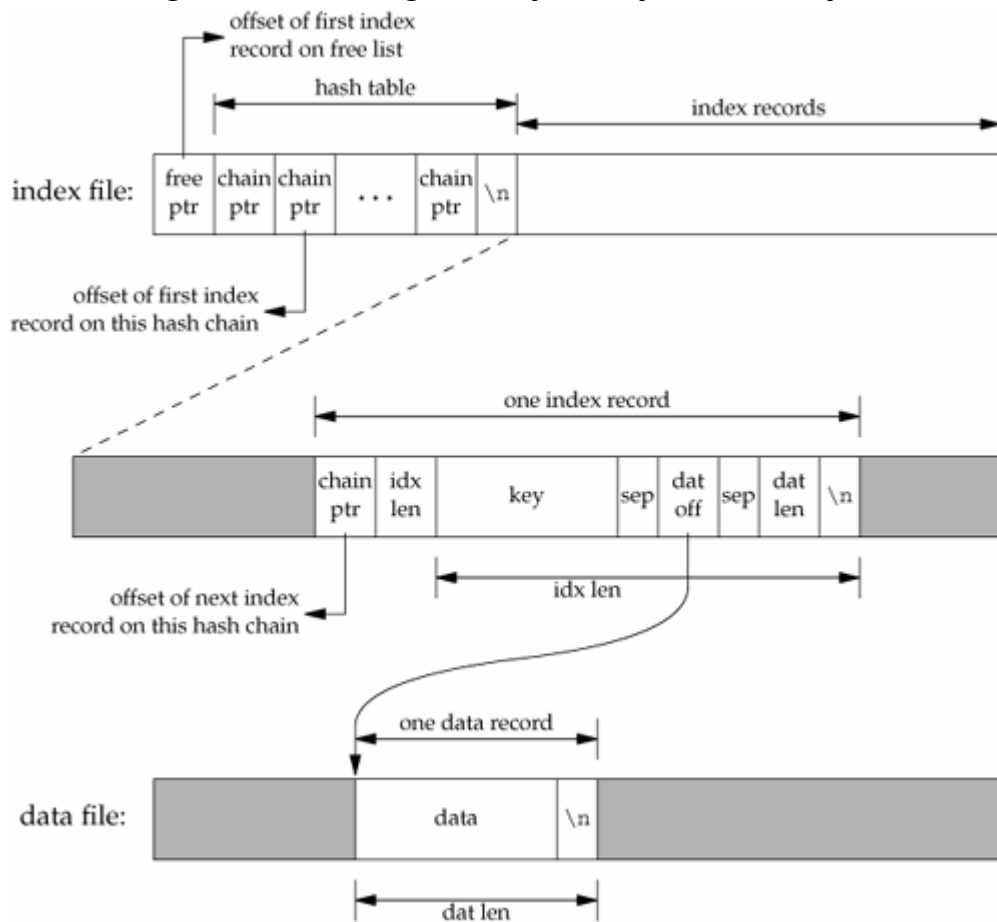 offset of first index
record on free list
hash table
index records
index file:
free ptr
chain ptr
chain ptr
...
chain ptr
\n
offset of first index
record on this hash chain
one index record
chain ptr
idx len
key
sep
dat off
sep
dat len
\n
idx len
offset of next index
record on this hash chain
one data record
data file:
data
\n
dat len